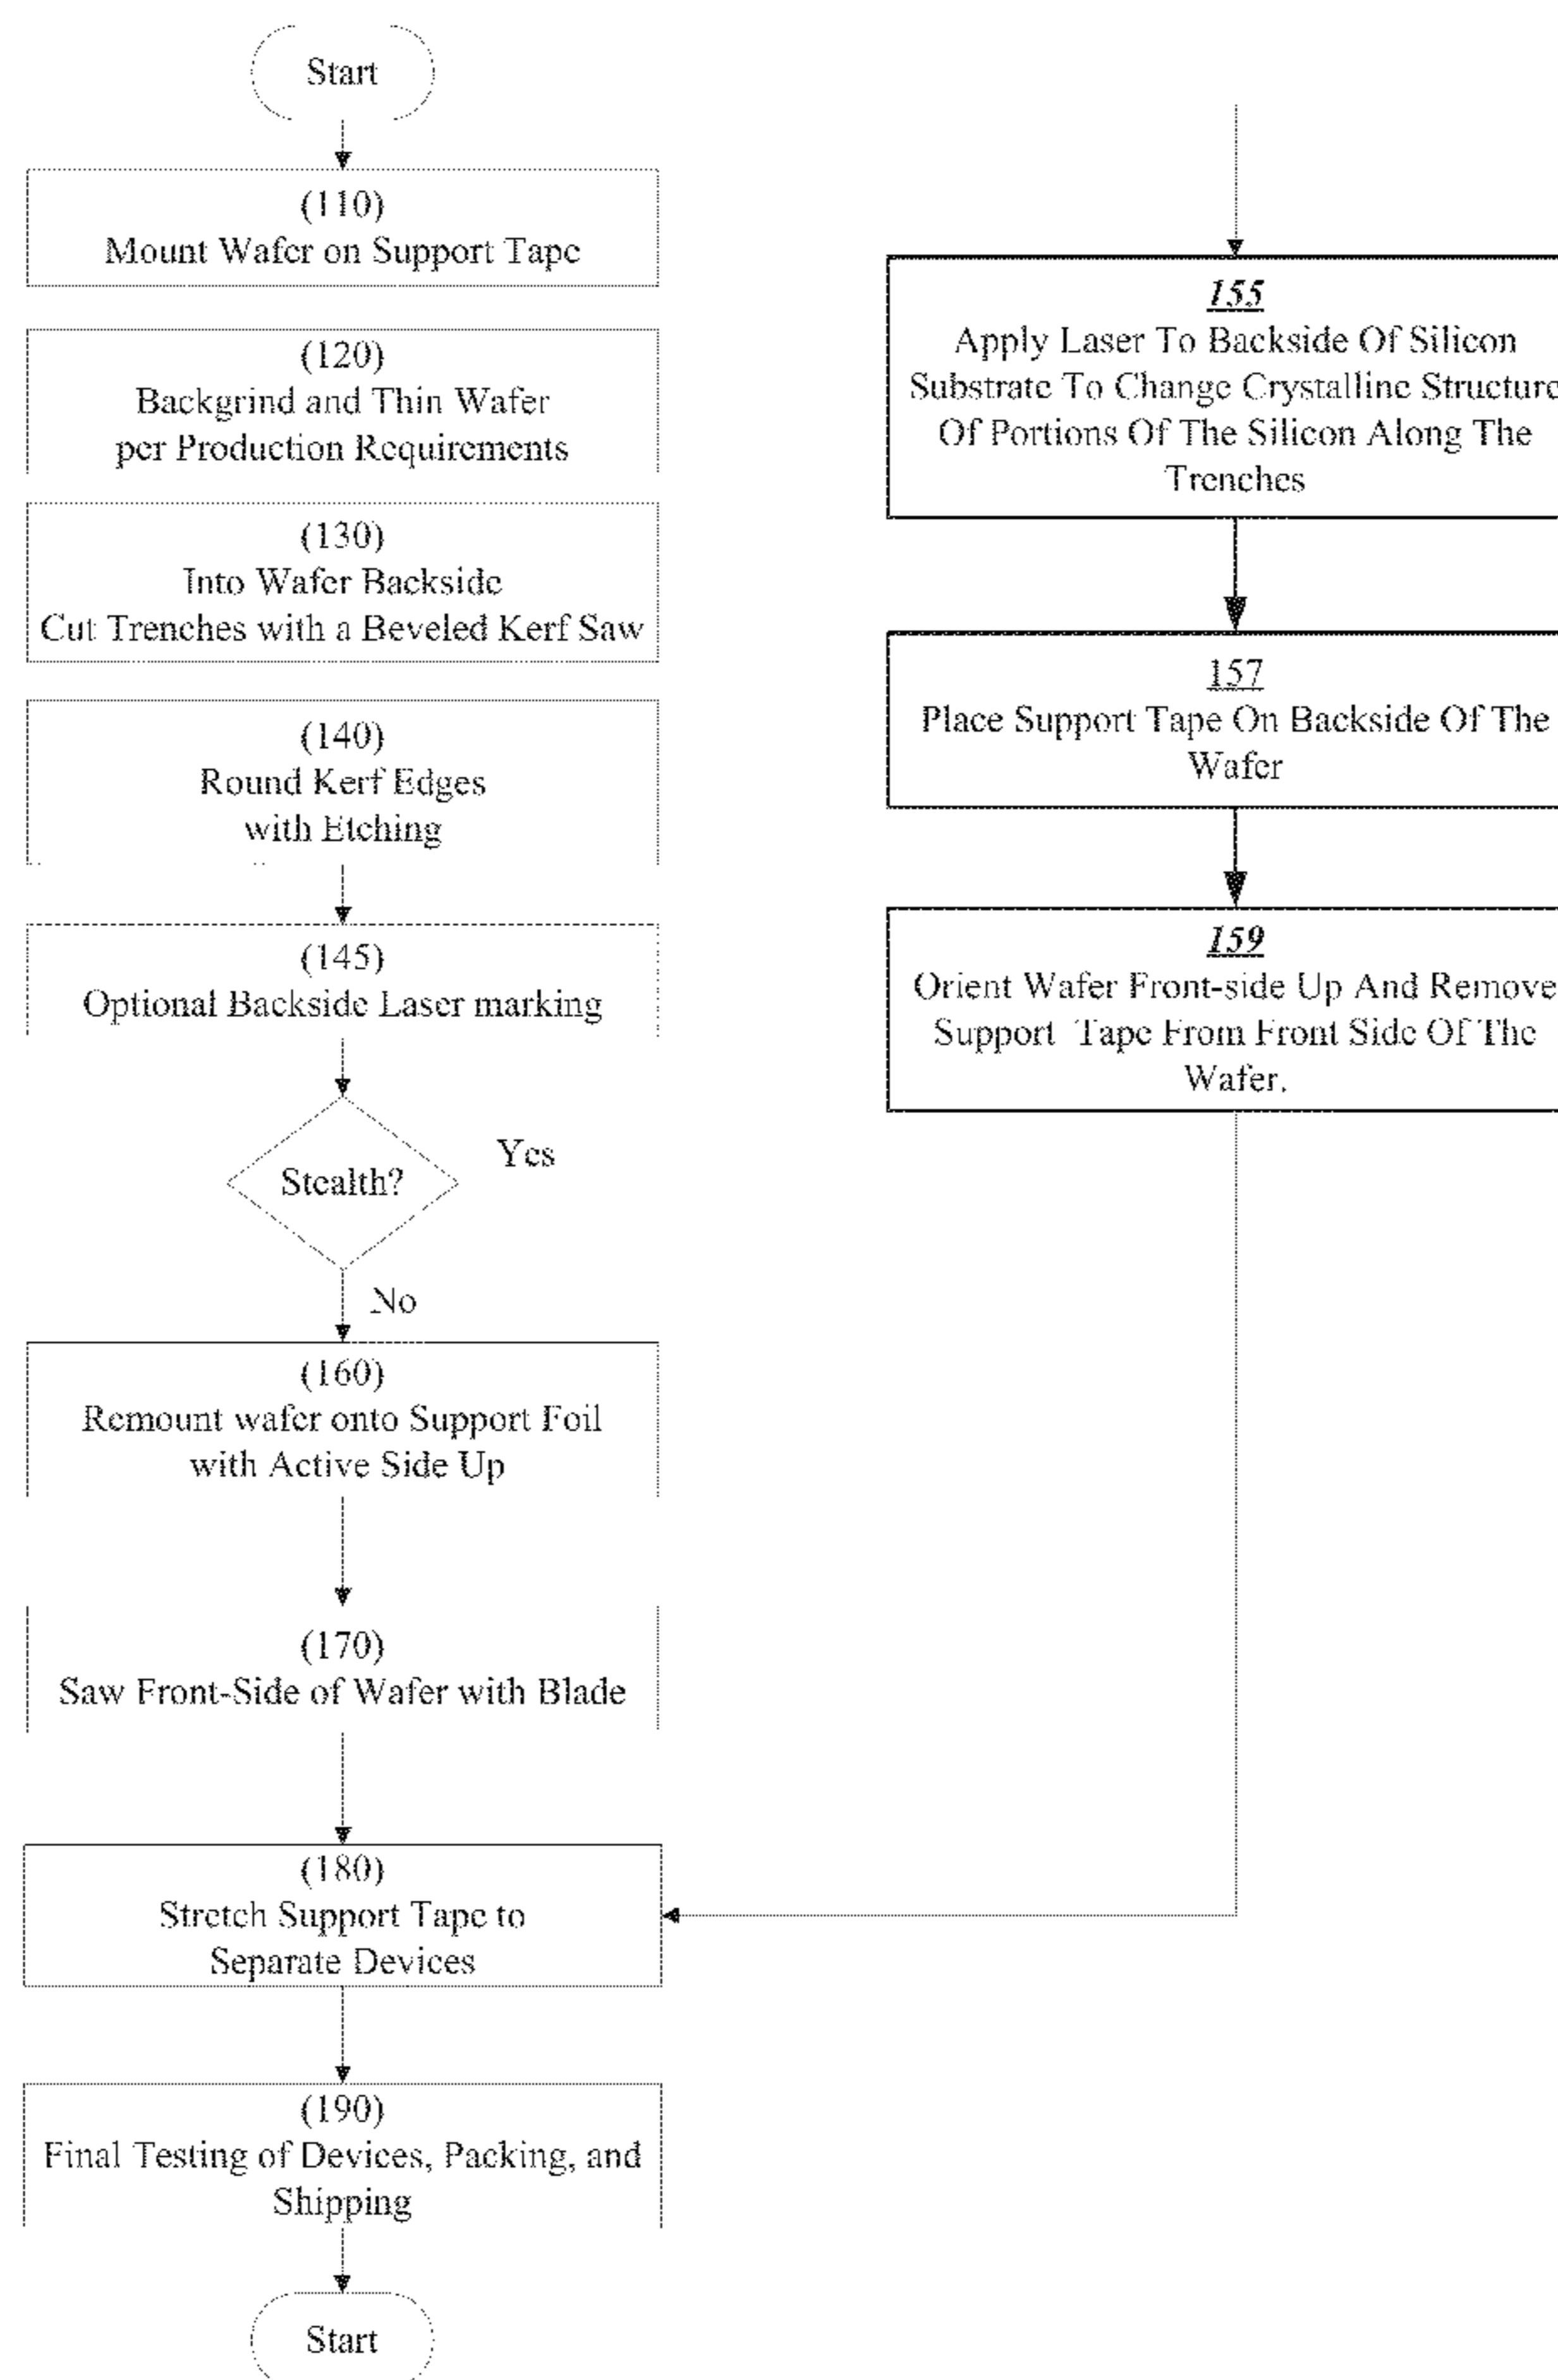 Start
(110)
Mount Wafer on Support Tape
(120)
Backgrind and Thin Wafer
per Production Requirements
(130)
Into Wafer Backside
Cut Trenches with a Beveled Kerf Saw
(140)
Round Kerf Edges
with Etching
(145)
Optional Backside Laser marking
Stealth?
Yes
No
(160)
Remount wafer onto Support Foil
with Active Side Up
(170)
Saw Front-Side of Wafer with Blade
(180)
Stretch Support Tape to
Separate Devices
(190)
Final Testing of Devices, Packing, and
Shipping
Start
155
Apply Laser To Backside Of Silicon
Substrate To Change Crystalline Structure
Of Portions Of The Silicon Along The
Trenches
157
Place Support Tape On Backside Of The
Wafer
159
Orient Wafer Front-side Up And Remove
Support Tape From Front Side Of The
Wafer.